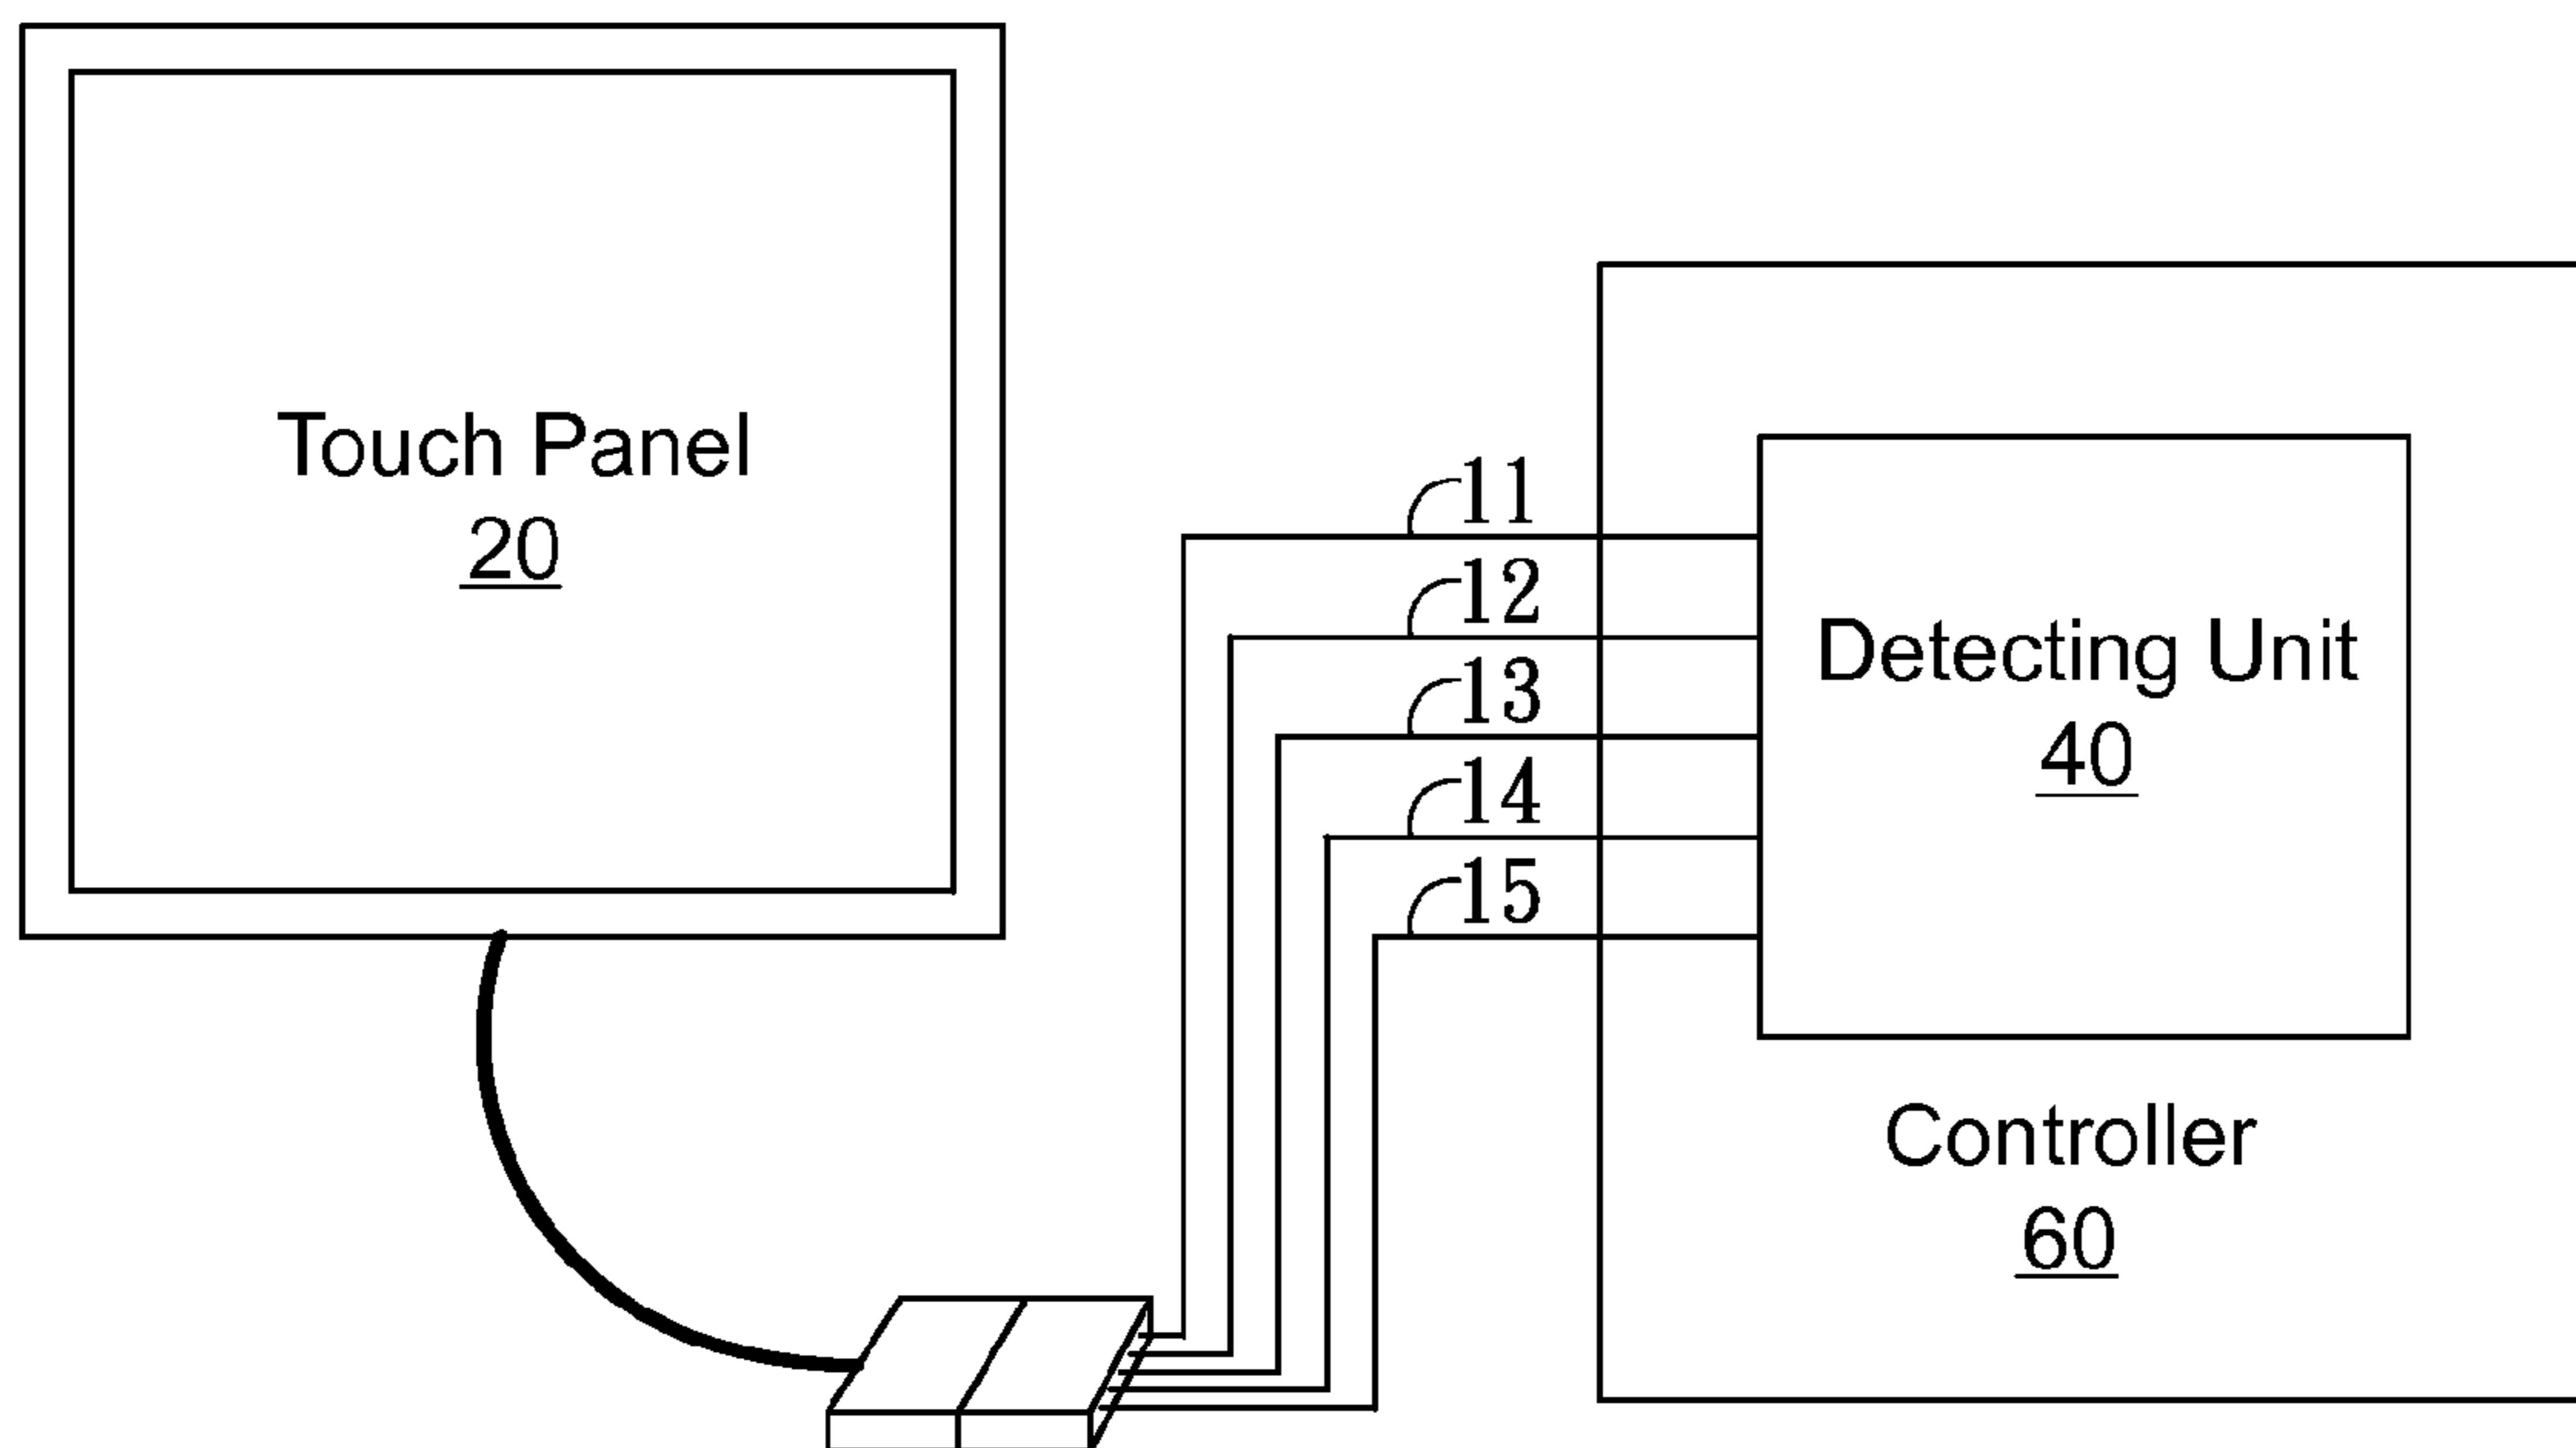 Touch Panel
20
11
12
13
14
15
Detecting Unit
40
Controller
60